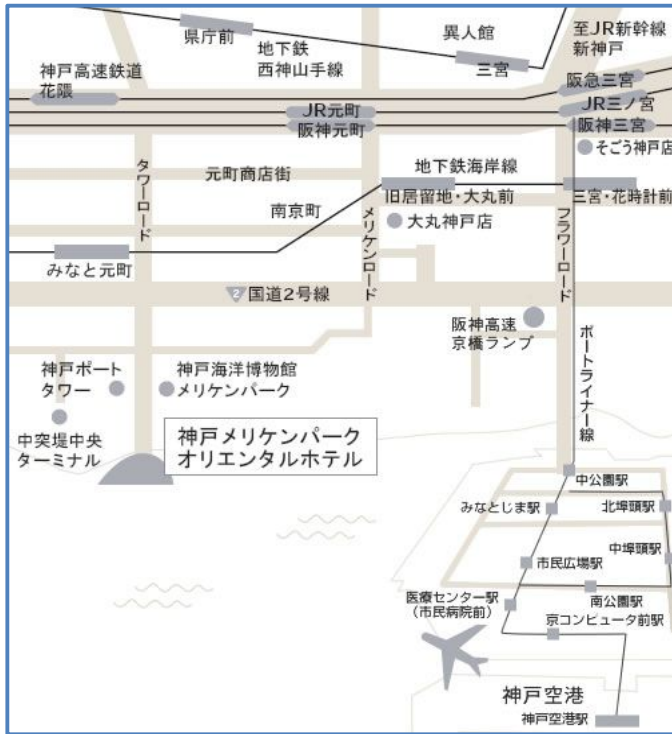 県庁前
地下鉄
西神山手線
異人館
三宮
至JR新幹線
新神戸
神戸高速鉄道
花隈
阪急三宮
JR元町
JR三ノ宮
阪神元町
阪神三宮
そごう神戸店
タワーロード
元町商店街
地下鉄海岸線
旧居留地・大丸前
三宮・花時計前
南京町
メリケンロード
大丸神戸店
フラワーロード
みなと元町
2
国道2号線
阪神高速
京橋ランプ
ポートライナー線
神戸ポート
タワー
神戸海洋博物館
メリケンパーク
中突堤中央
ターミナル
神戸メリケンパーク
オリエンタルホテル
中公園駅
みなとじま駅
北埠頭駅
中埠頭駅
市民広場駅
医療センター駅
(市民病院前)
南公園駅
京コンピュータ前駅
神戸空港
神戸空港駅